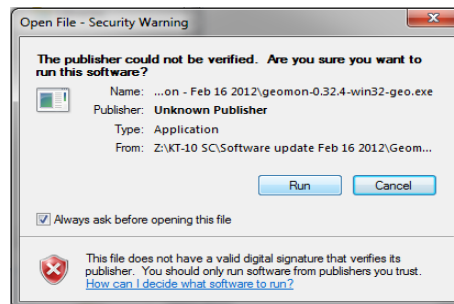 Open File - Security Warning
The publisher could not be verified.  Are you sure you want to
run this software?
Name: ...on - Feb 16 2012\geomon-0.32.4-win32-geo.exe
Publisher: Unknown Publisher
Type: Application
From: Z:\KT-10 SC\Software update Feb 16 2012\Geom...
Run Cancel
Always ask before opening this file
This file does not have a valid digital signature that verifies its
publisher.  You should only run software from publishers you trust.
How can I decide what software to run?